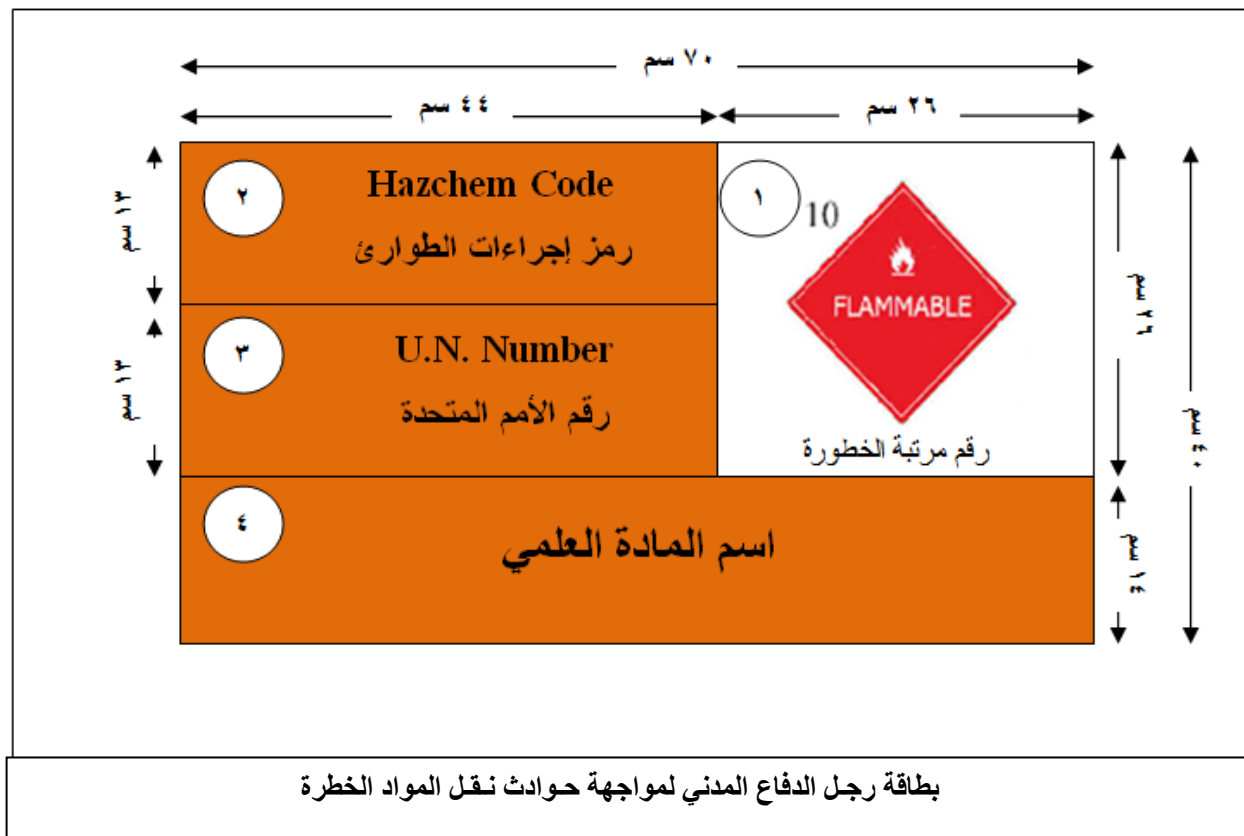 ٧٠ سم
٢٦ سم
٤٤ سم
١
10
FLAMMABLE
رقم مرتبة الخطورة
٢
Hazchem Code
رمز إجراءات الطوارئ
١٣ سم
٣
U.N. Number
رقم الأمم المتحدة
١٣ سم
٢٦ سم
٤٠ سم
٤
اسم المادة العلمي
١٤ سم
بطاقة رجل الدفاع المدني لمواجهة حوادث نقل المواد الخطرة